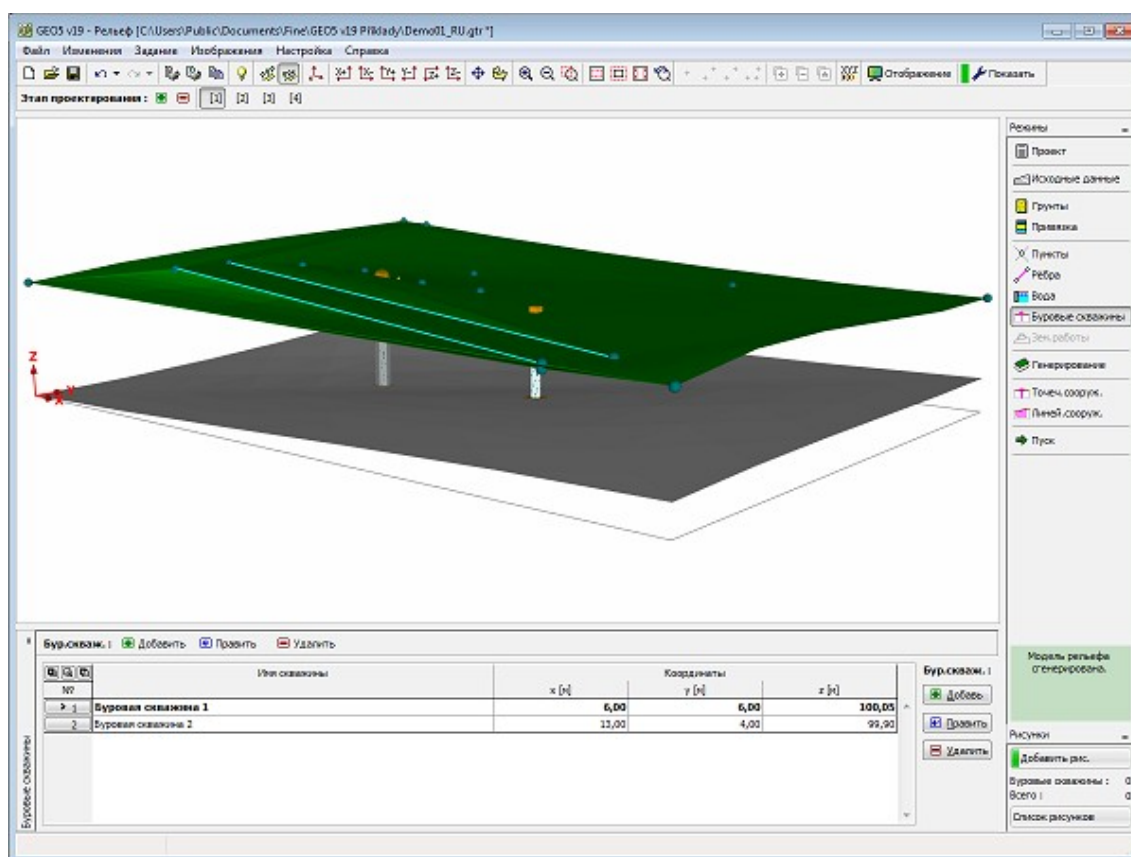 GEO5 v19 - Рельеф [C:\Users\Public\Documents\Fine\GEO5 v19 Příklady\Demo01_RU.gtr *]
Файл Изменения Задание Изображения Настройка Справка
Отображение Показать
Этап проектирования : [1] [2] [3] [4]
Режимы
Проект
Исходные данные
Грунты
Привязка
Пункты
Рёбра
Вода
Буровые скважины
Зем.работы
Генерирование
Точеч.сооруж.
Линей.сооруж.
Пуск
Z
Y
X
Модель рельефа
сгенерирована.
Рисунки
Добавить рис.
Буровые скважины : 0
Всего : 0
Список рисунков
Буровые скважины
Бур.скваж. : Добавить Править Удалить
Имя скважины Координаты
№? x [м] y [м] z [м]
> 1 Буровая скважина 1 6,00 6,00 100,05
2 Буровая скважина 2 13,00 4,00 99,90
Бур.скваж. :
Добавь
Править
Удалить